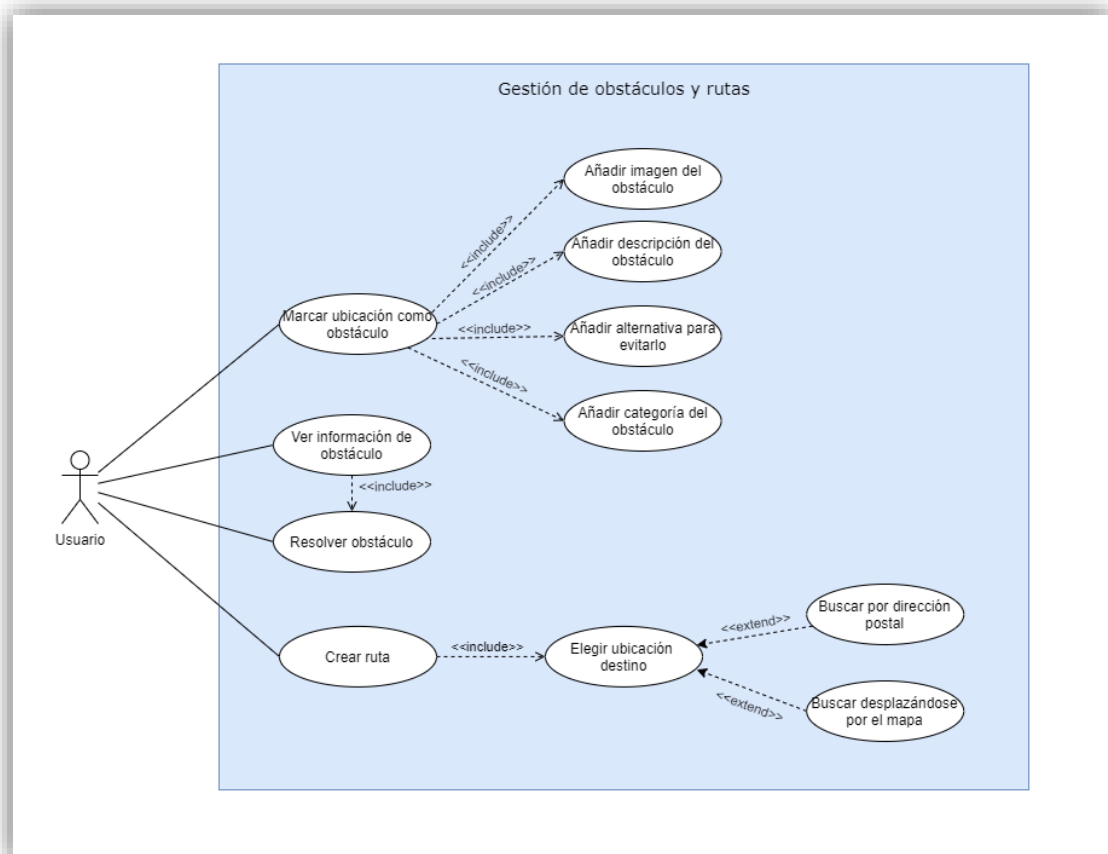 Gestión de obstáculos y rutas
Añadir imagen del
obstáculo
<<include>>
Añadir descripción del
obstáculo
<<include>>
Marcar ubicación como
obstáculo
<<include>>
Añadir alternativa para
evitarlo
<<include>>
Añadir categoría del
obstáculo
Ver información de
obstáculo
<<include>>
Usuario
Resolver obstáculo
Buscar por dirección
postal
<<extend>>
Crear ruta
<<include>>
Elegir ubicación
destino
<<extend>>
Buscar desplazándose
por el mapa